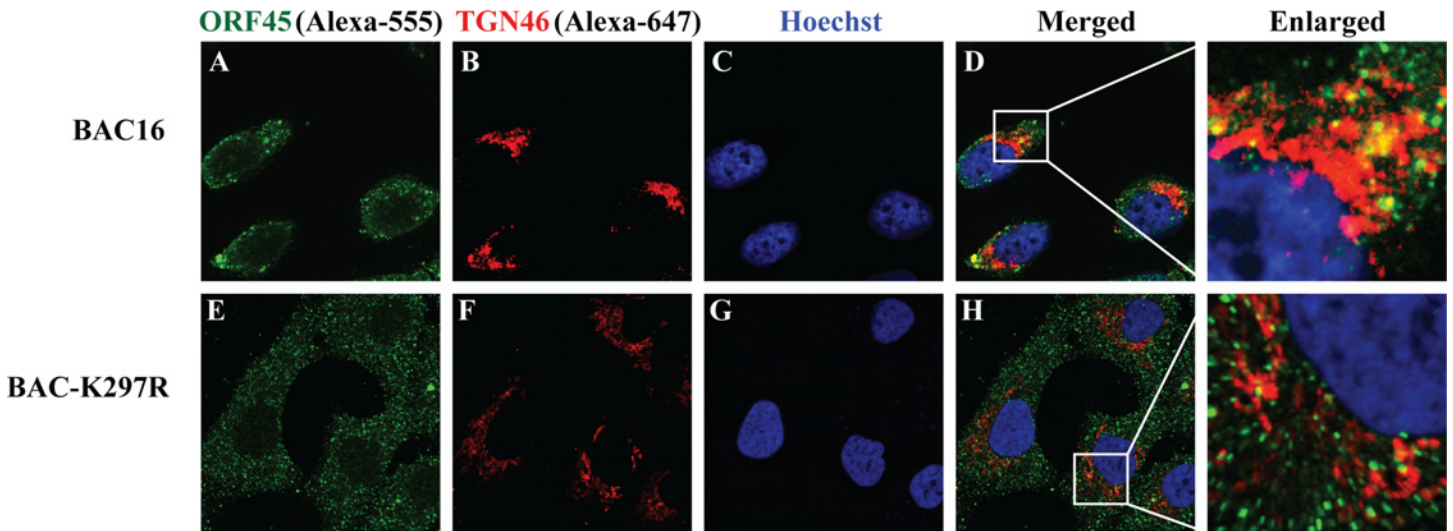 ORF45 (Alexa-555) TGN46 (Alexa-647) Hoechst Merged Enlarged
A B C D
BAC16
E F G H
BAC-K297R